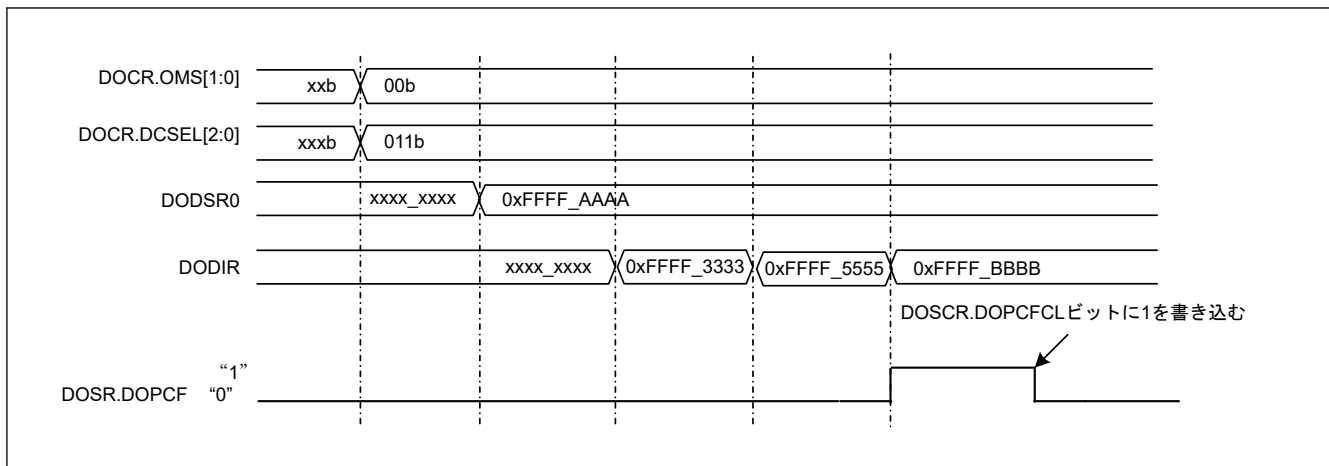 DOCR.OMS[1:0] xxb 00b
DOCR.DCSEL[2:0] xxxb 011b
DODSR0 xxxx_xxxx 0xFFFF_AAAA
DODIR xxxx_xxxx 0xFFFF_3333 0xFFFF_5555 0xFFFF_BBBB
DOSCR.DOPCFCLビットに1を書き込む
“1”
DOSR.DOPCF “0”